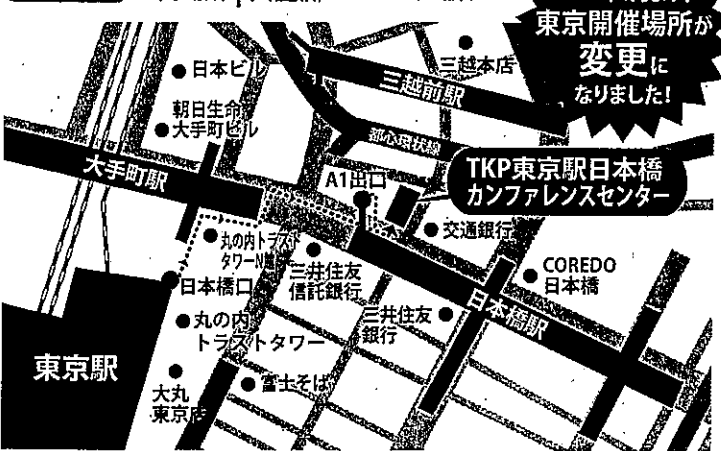 東京開催場所が
変更に
なりました!
日本ビル
三越本店
三越前駅
朝日生命
大手町ビル
都心環状線
大手町駅
A1出口
TKP東京駅日本橋
カンファレンスセンター
丸の内トラスト
タワーN館
交通銀行
三井住友
信託銀行
COREDO
日本橋
日本橋口
日本橋駅
三井住友
銀行
丸の内
トラストタワー
東京駅
大丸
東京店
富士そば